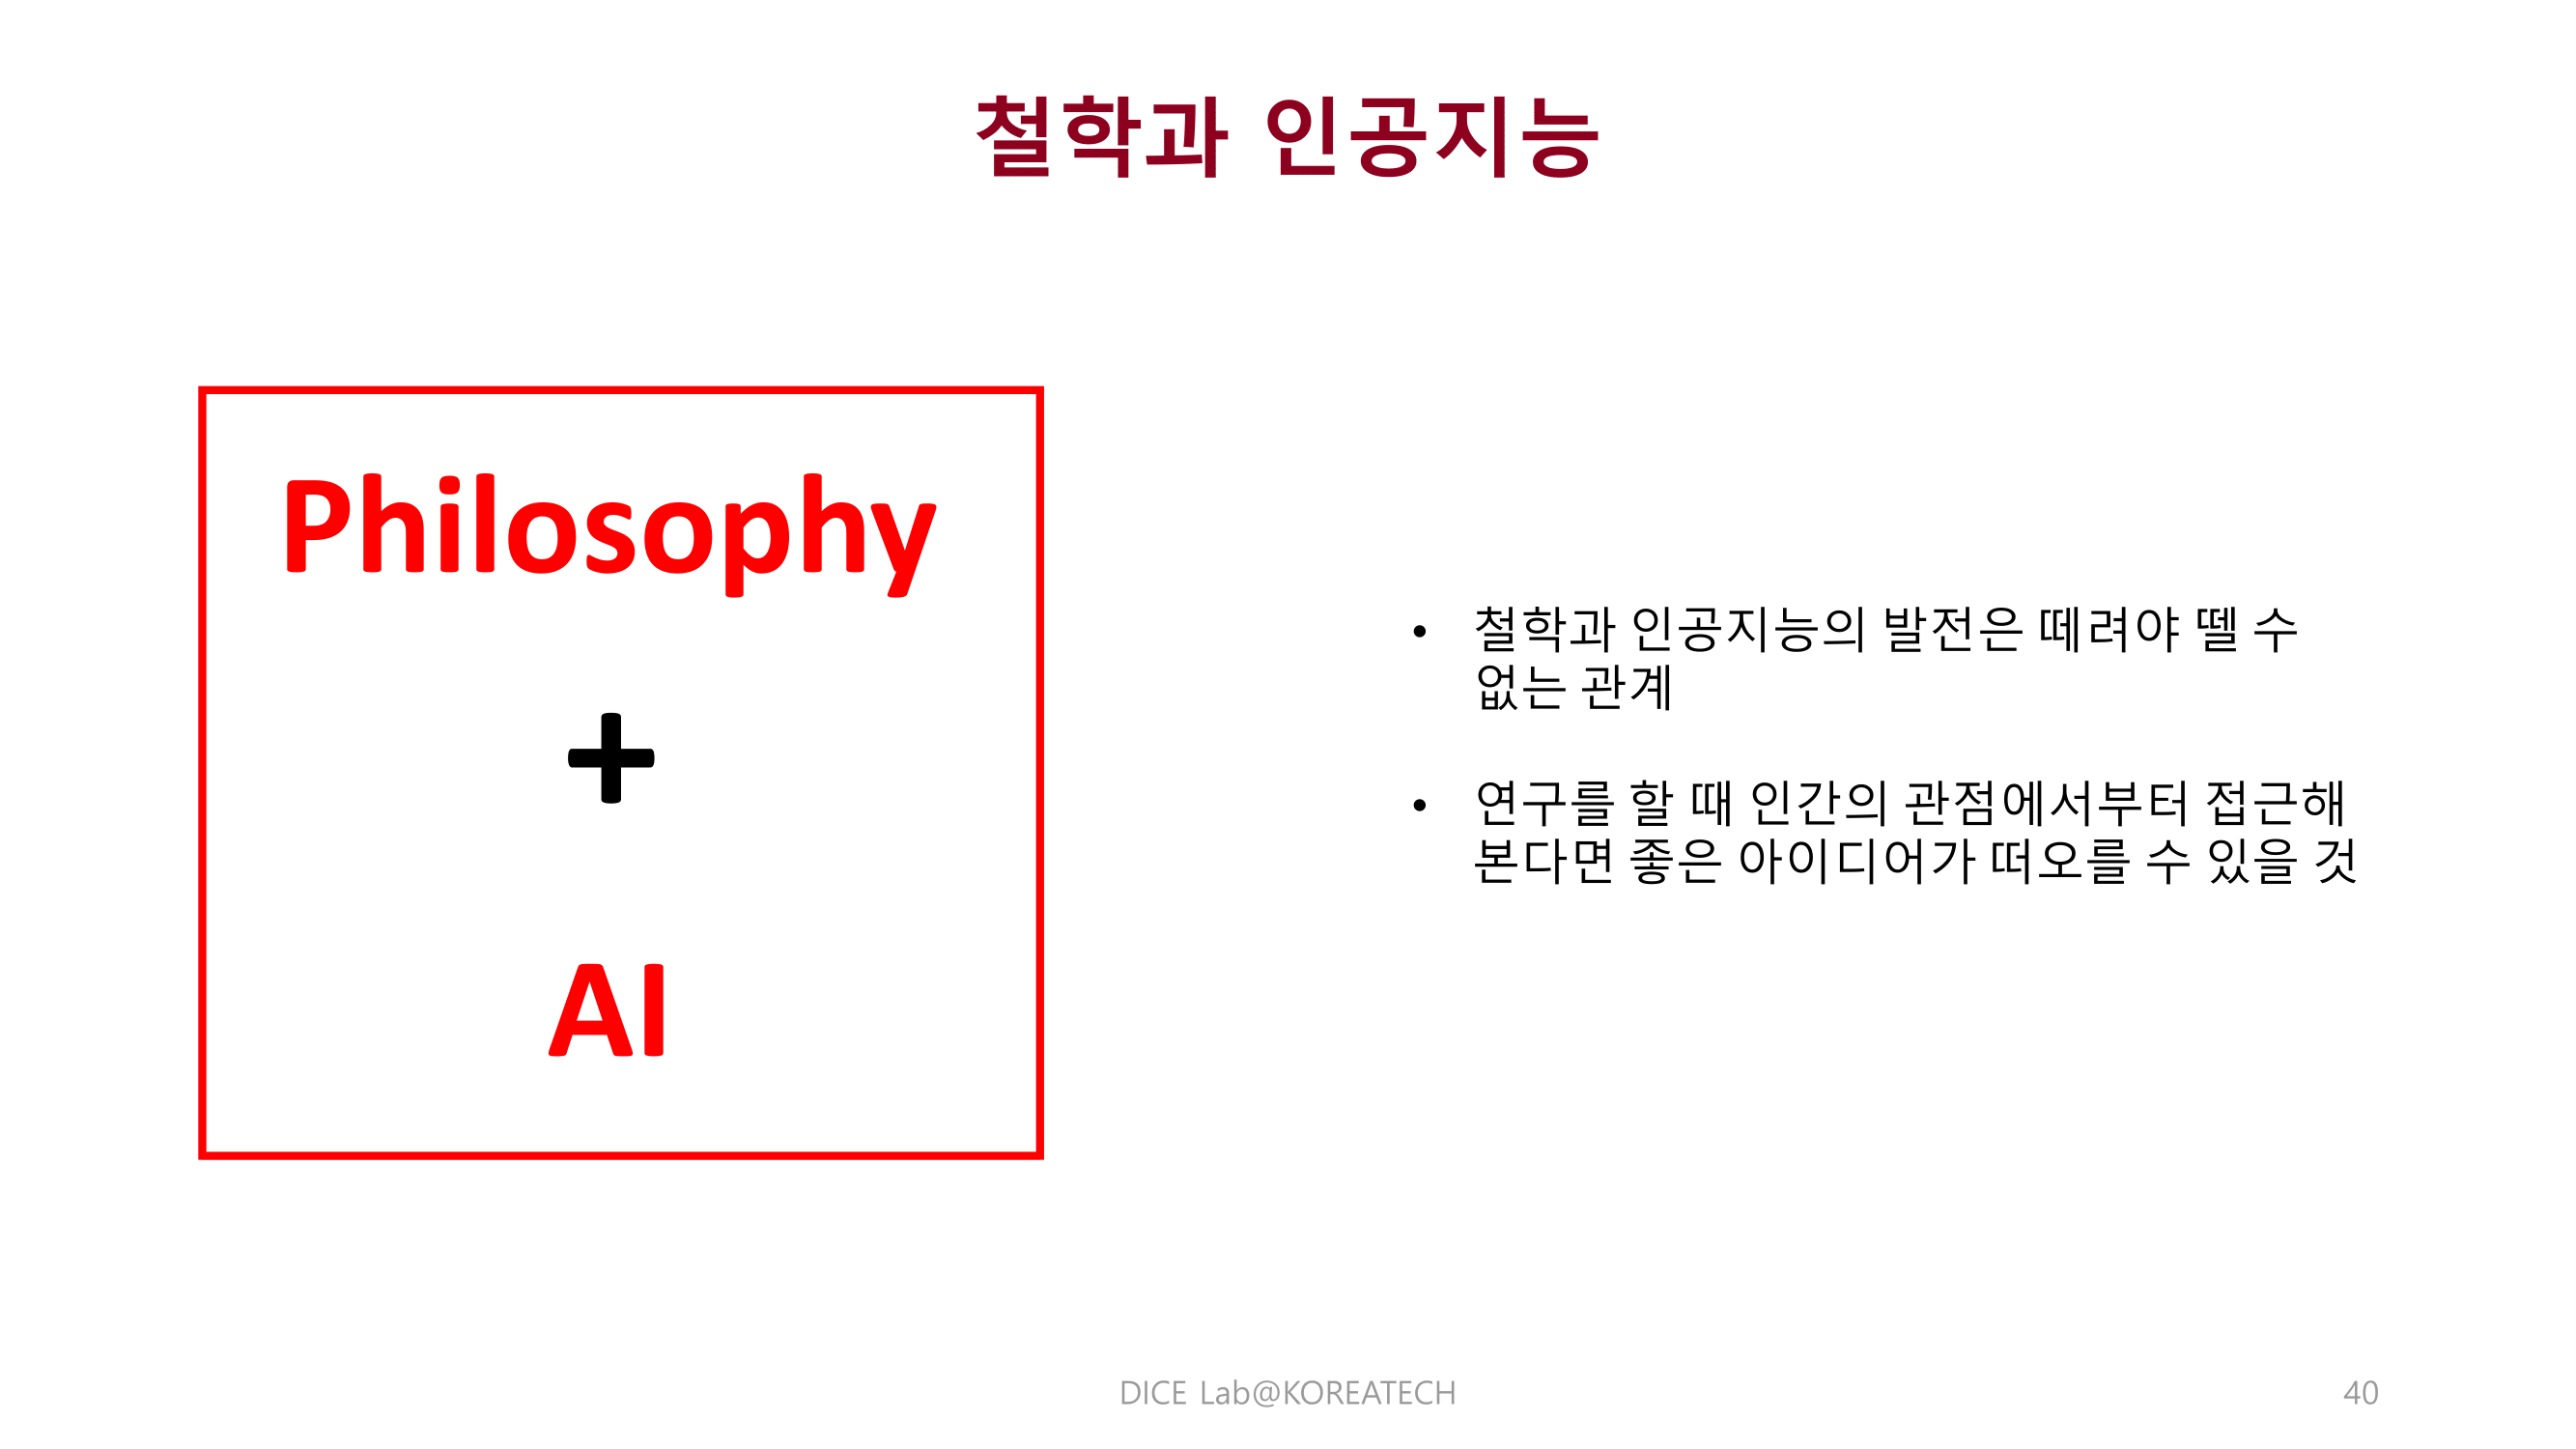 철학과 인공지능
Philosophy
+
AI
• 철학과 인공지능의 발전은 떼려야 뗄 수
없는 관계
• 연구를 할 때 인간의 관점에서부터 접근해
본다면 좋은 아이디어가 떠오를 수 있을 것
DICE Lab@KOREATECH
40